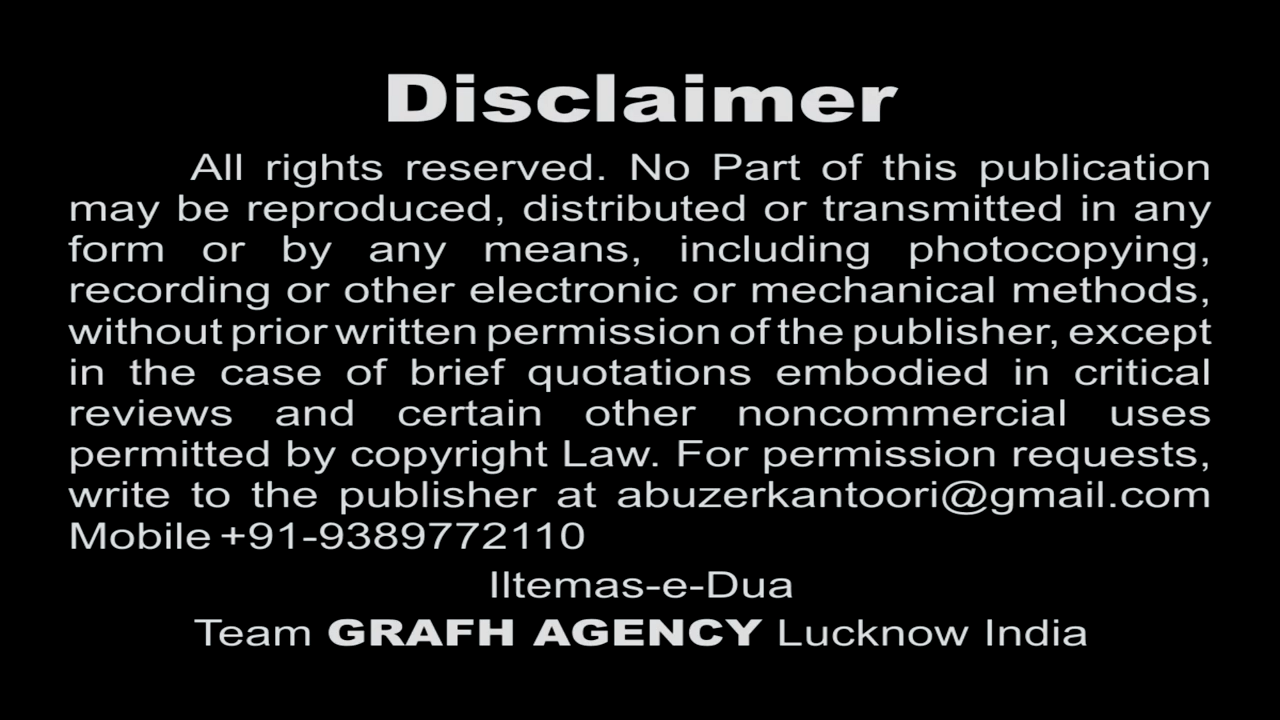 Disclaimer
All rights reserved. No Part of this publication
may be reproduced, distributed or transmitted in any
form or by any means, including photocopying,
recording or other electronic or mechanical methods,
without prior written permission of the publisher, except
in the case of brief quotations embodied in critical
reviews and certain other noncommercial uses
permitted by copyright Law. For permission requests,
write to the publisher at abuzerkantoori@gmail.com
Mobile +91-9389772110
Iltemas-e-Dua
Team GRAFH AGENCY Lucknow India